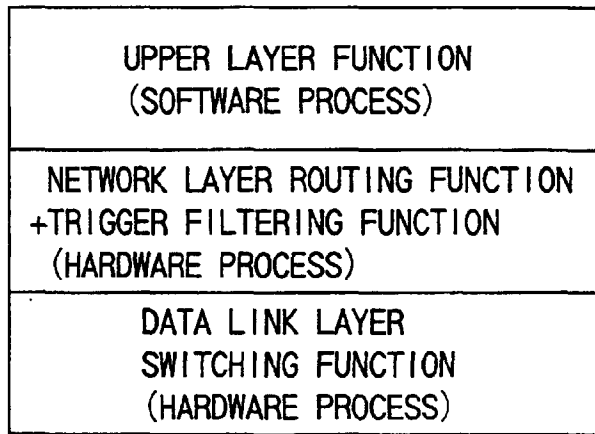 UPPER LAYER FUNCTION
(SOFTWARE PROCESS)
NETWORK LAYER ROUTING FUNCTION
+TRIGGER FILTERING FUNCTION
(HARDWARE PROCESS)
DATA LINK LAYER
SWITCHING FUNCTION
(HARDWARE PROCESS)